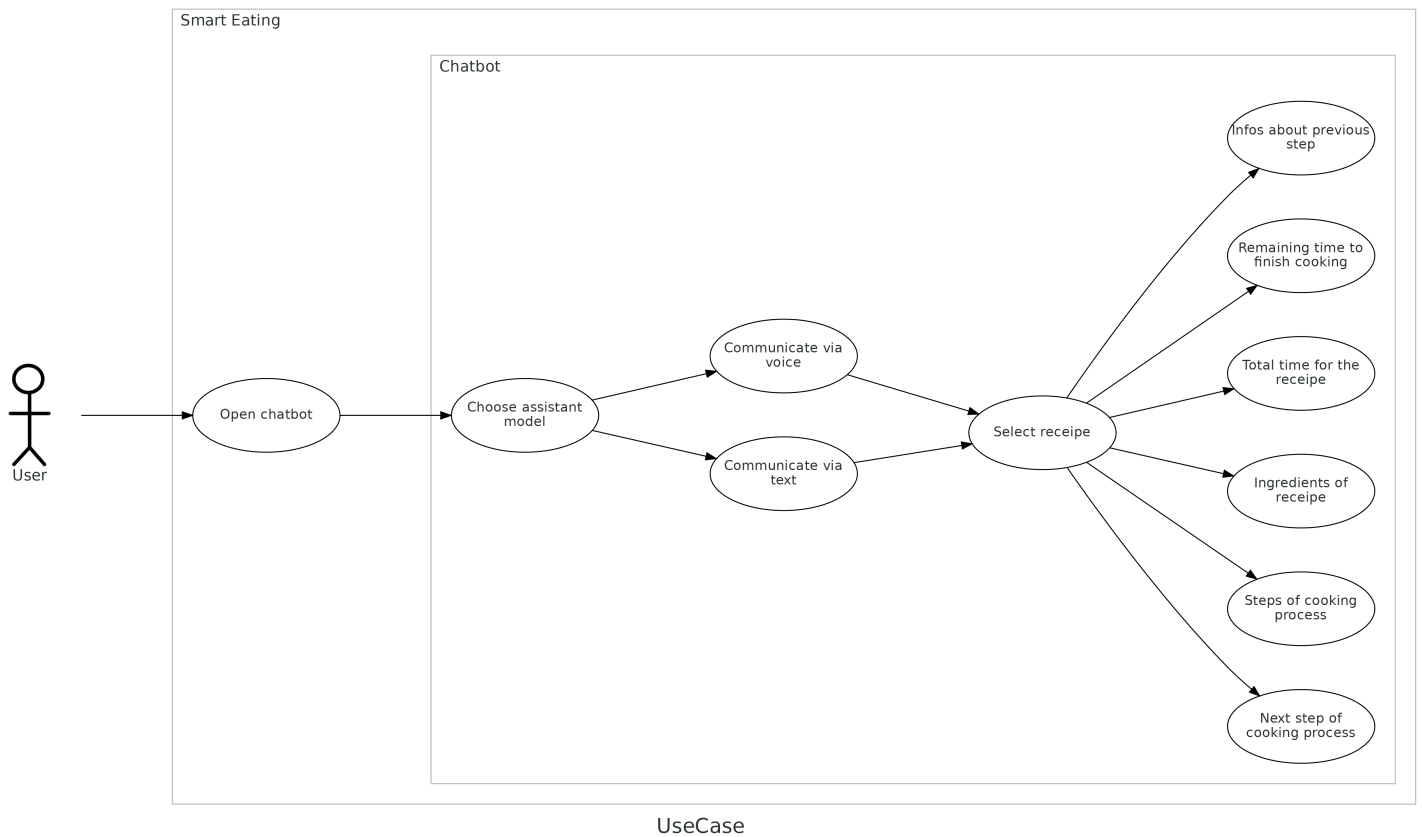 Smart Eating
Chatbot
Infos about previous
step
Remaining time to
finish cooking
Communicate via
voice
Total time for the
receipe
User
Open chatbot
Choose assistant
model
Select receipe
Communicate via
text
Ingredients of
receipe
Steps of cooking
process
Next step of
cooking process
UseCase